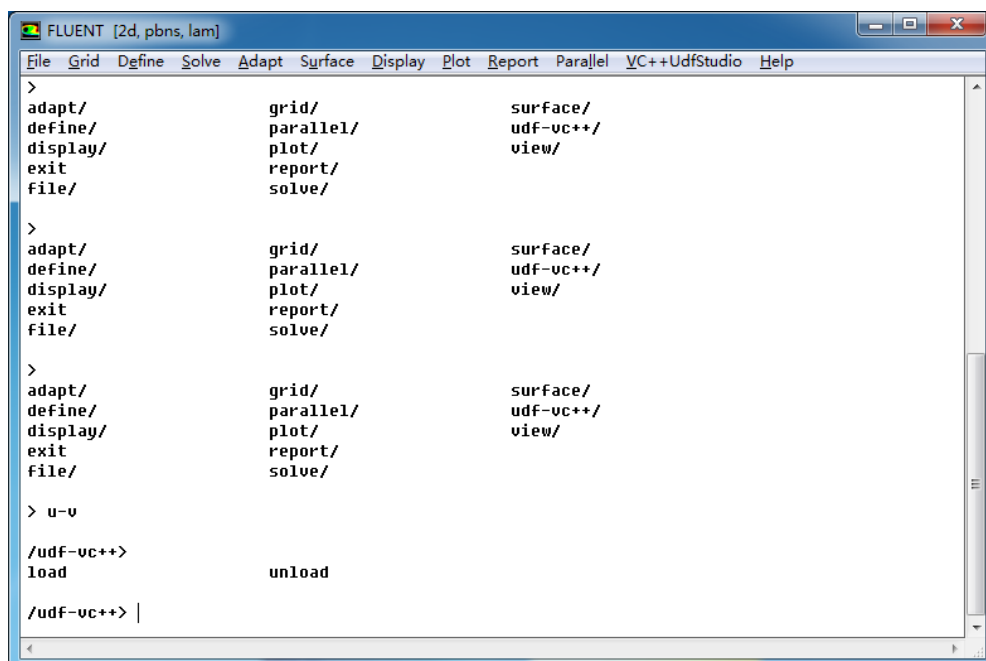 FLUENT [2d, pbns, lam]
File Grid Define Solve Adapt Surface Display Plot Report Parallel VC++UdfStudio Help
>
adapt/ grid/ surface/
define/ parallel/ udf-vc++/
display/ plot/ view/
exit report/
file/ solve/
>
adapt/ grid/ surface/
define/ parallel/ udf-vc++/
display/ plot/ view/
exit report/
file/ solve/
>
adapt/ grid/ surface/
define/ parallel/ udf-vc++/
display/ plot/ view/
exit report/
file/ solve/
> u-v
/udf-vc++>
load unload
/udf-vc++>